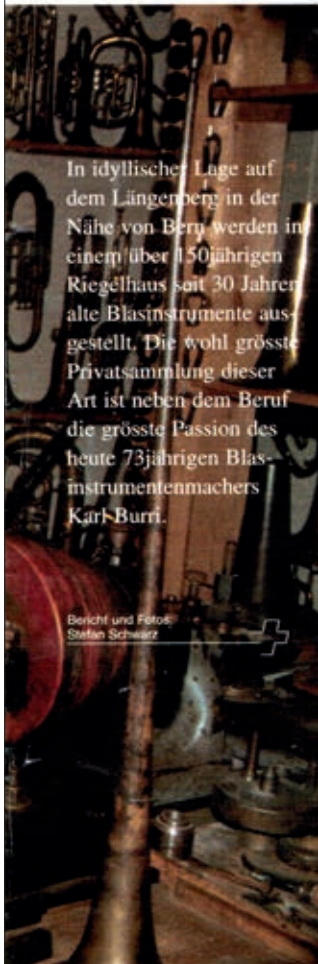 In idyllischer Lage auf
dem Längenberg in der
Nähe von Bern werden in
einem über 150jährigen
Riegelhaus seit 30 Jahren
alte Blasinstrumente aus-
gestellt. Die wohl grösste
Privatsammlung dieser
Art ist neben dem Beruf
die grösste Passion des
heute 73jährigen Blas-
instrumentenmachers
Karl Burri.
Bericht und Fotos:
Stefan Schwarz